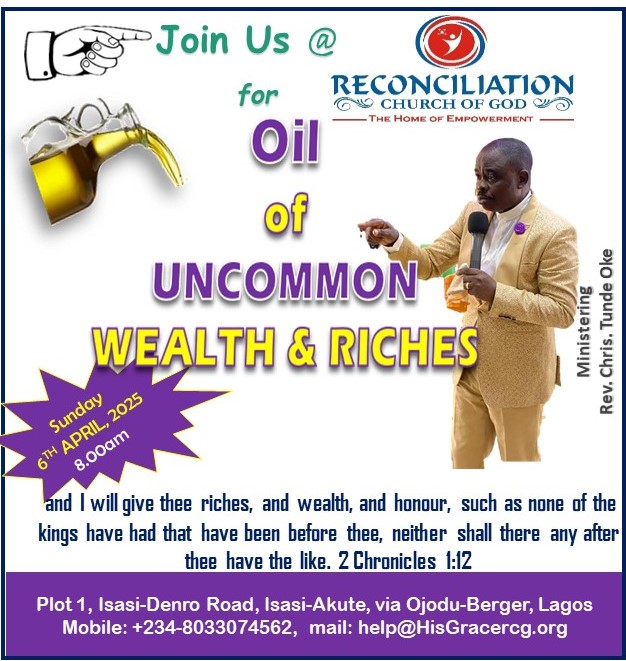 Join Us @
RECONCILIATION
CHURCH OF GOD
THE HOME OF EMPOWERMENT
for
Oil
of
UNCOMMON
WEALTH & RICHES
Ministering
Rev. Chris. Tunde Oke
Sunday
6TH APRIL, 2025
8.00am
and I will give thee riches, and wealth, and honour, such as none of the
kings have had that have been before thee, neither shall there any after
thee have the like. 2 Chronicles 1:12
Plot 1, Isasi-Denro Road, Isasi-Akute, via Ojodu-Berger, Lagos
Mobile: +234-8033074562, mail: help@HisGracercg.org